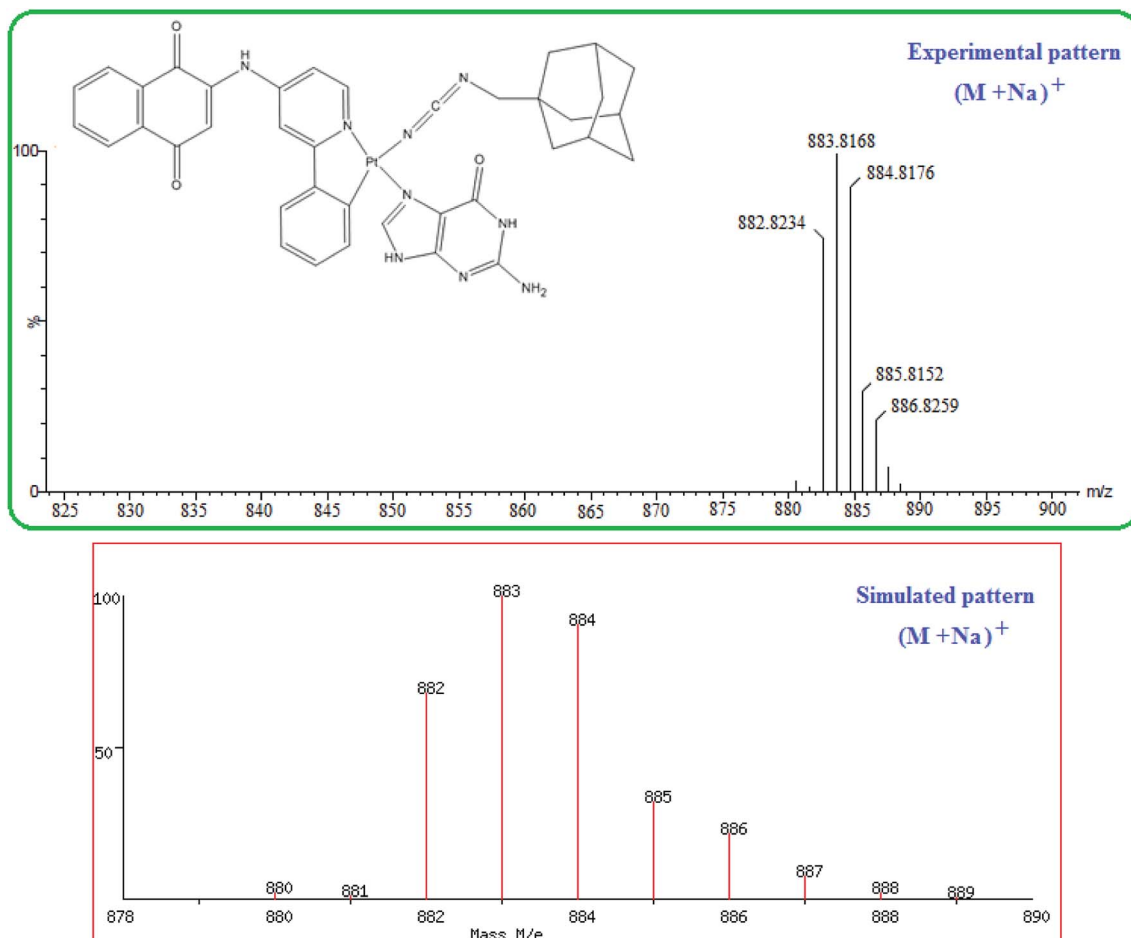 Experimental pattern
(M +Na)+
O
H
N
O
N
Pt
N
C
N
N
O
NH
HN
N
NH2
100
%
0
883.8168
884.8176
882.8234
885.8152
886.8259
825 830 835 840 845 850 855 860 865 870 875 880 885 890 895 900
m/z
Simulated pattern
(M +Na)+
100
50
880
881
882
883
884
885
886
887
888
889
878 880 882 884 886 888 890
Mass M/e